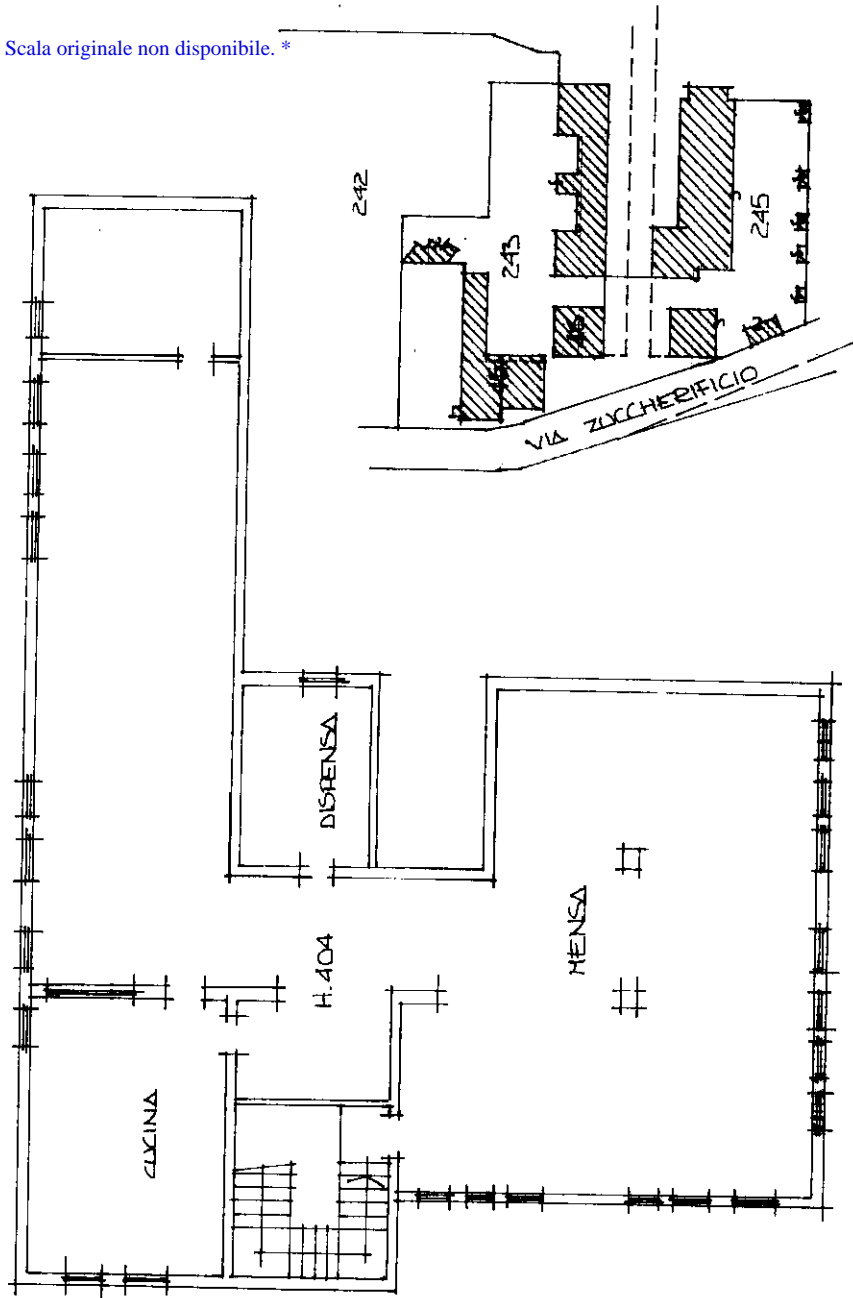 Scala originale non disponibile. *
242
243
245
VIA ZUCCHERIFICIO
DISPENSA
MENSA
H. 404
CUCINA